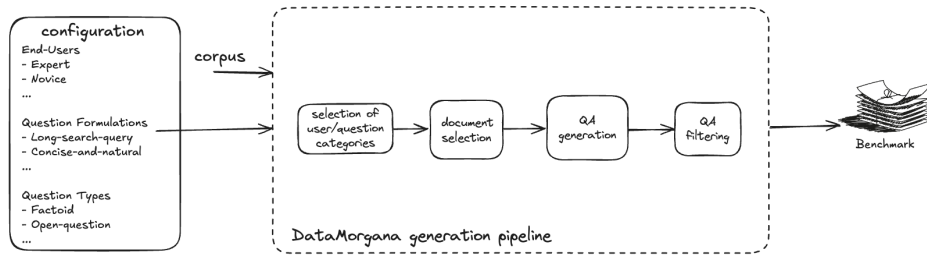 configuration
End-Users
- Expert
- Novice
...
Question Formulations
- Long-search-query
- Concise-and-natural
...
Question Types
- Factoid
- Open-question
...
corpus
selection of
user/question
categories
document
selection
QA
generation
QA
filtering
DataMorgana generation pipeline
Benchmark